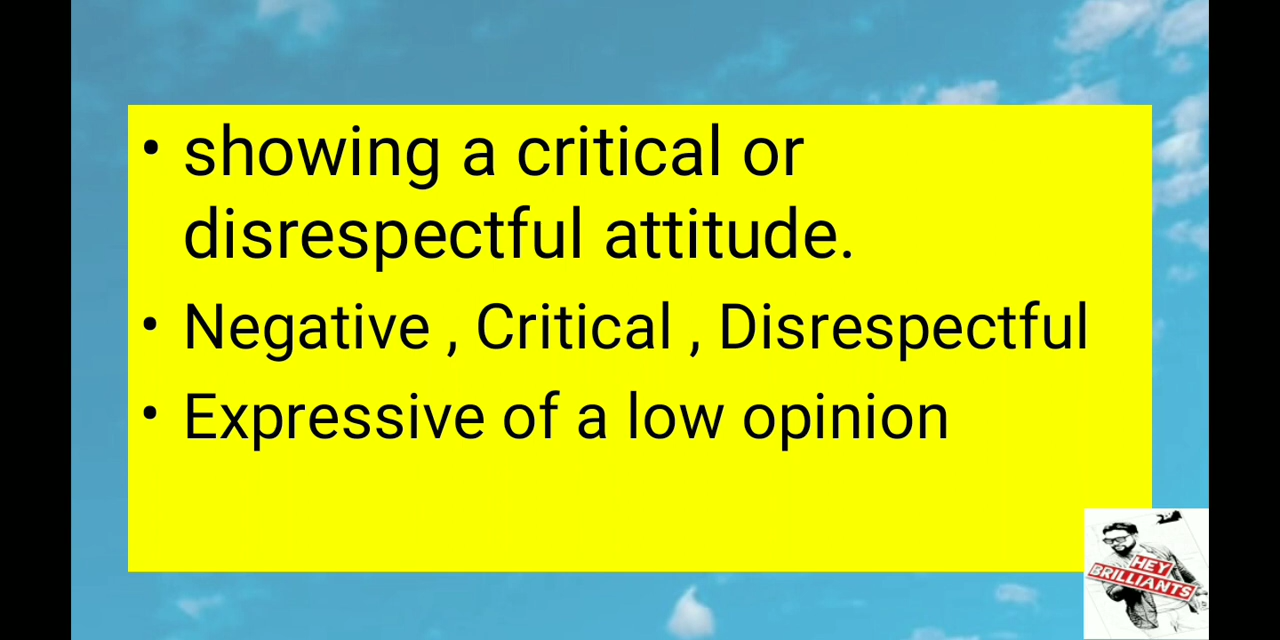 • showing a critical or
disrespectful attitude.
• Negative , Critical , Disrespectful
• Expressive of a low opinion
HEY
BRILLIANTS